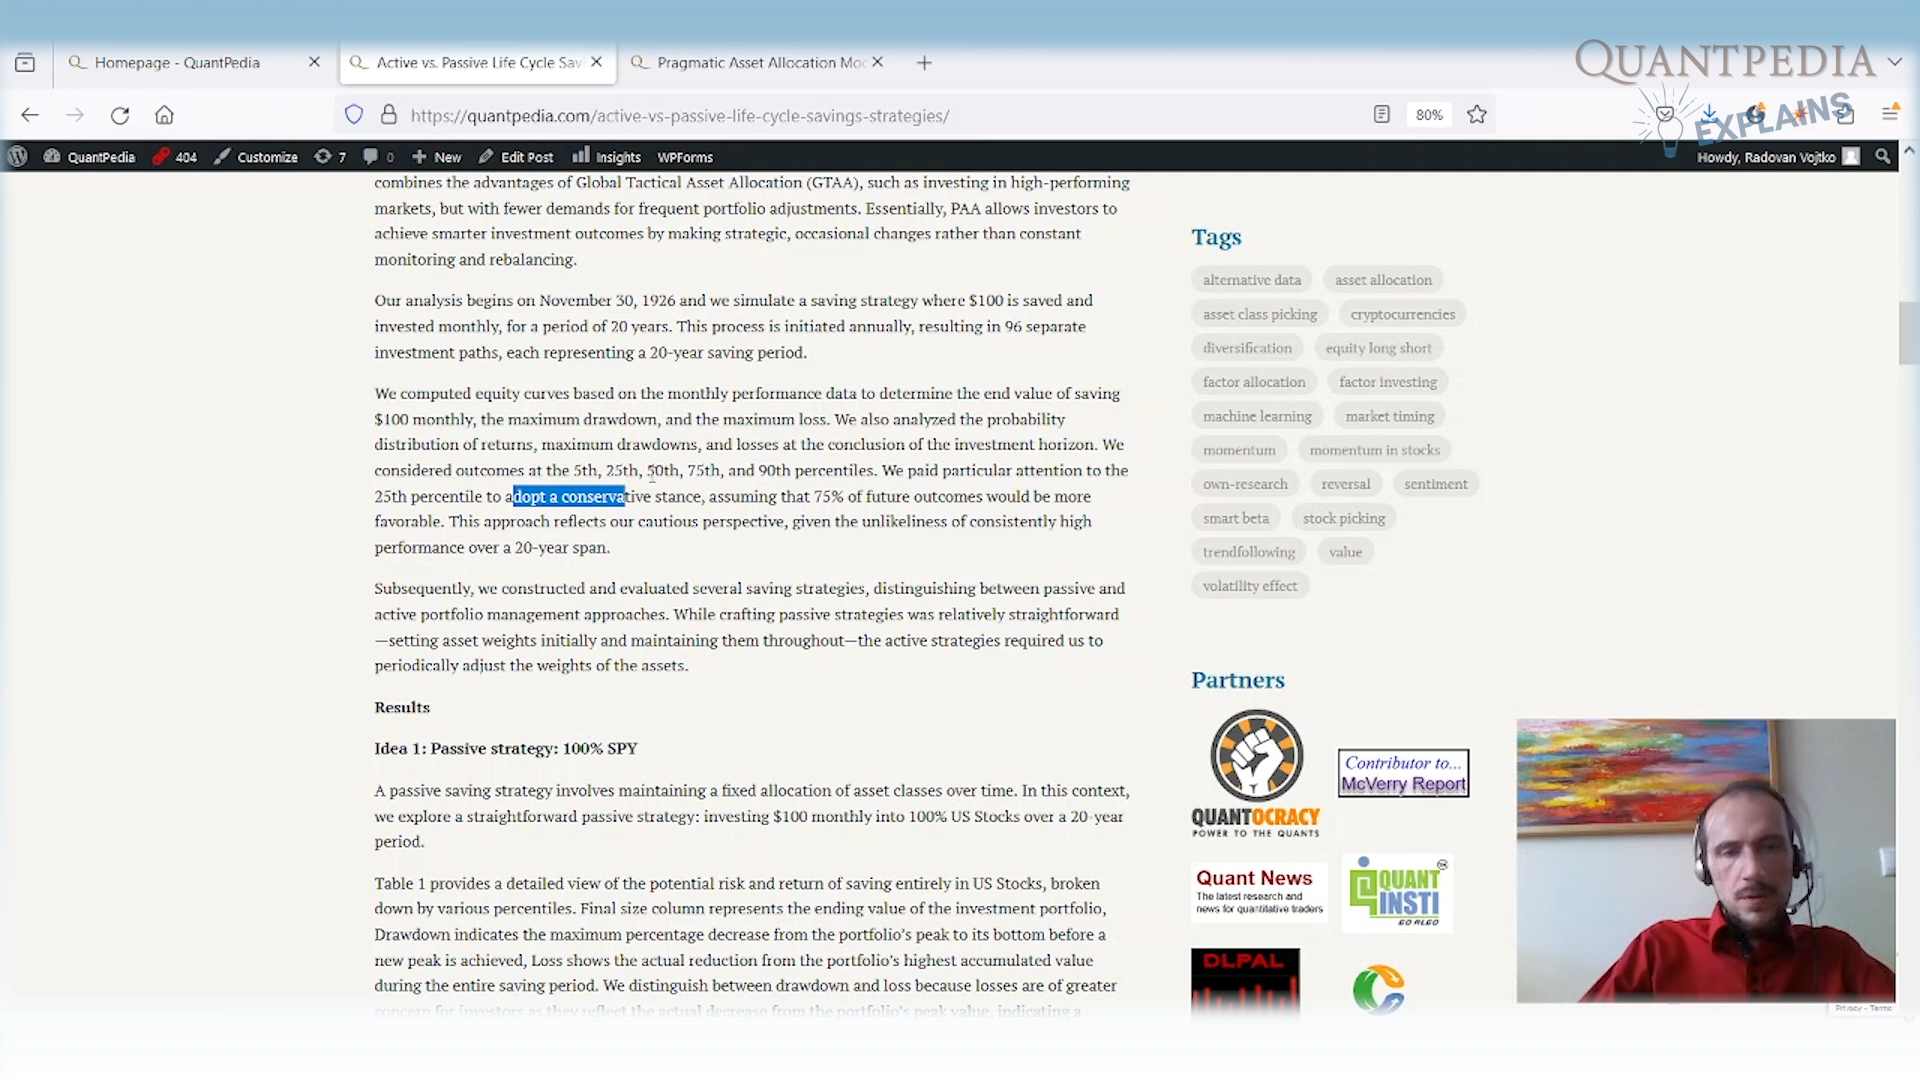 Homepage - QuantPedia
Active vs. Passive Life Cycle Savi
Pragmatic Asset Allocation Mod
QUANTPEDIA
EXPLAINS
https://quantpedia.com/active-vs-passive-life-cycle-savings-strategies/
80%
QuantPedia
404
Customize
7
0
New
Edit Post
Insights
WPForms
Howdy, Radovan Vojtko
combines the advantages of Global Tactical Asset Allocation (GTAA), such as investing in high-performing
markets, but with fewer demands for frequent portfolio adjustments. Essentially, PAA allows investors to
achieve smarter investment outcomes by making strategic, occasional changes rather than constant
monitoring and rebalancing.
Our analysis begins on November 30, 1926 and we simulate a saving strategy where $100 is saved and
invested monthly, for a period of 20 years. This process is initiated annually, resulting in 96 separate
investment paths, each representing a 20-year saving period.
We computed equity curves based on the monthly performance data to determine the end value of saving
$100 monthly, the maximum drawdown, and the maximum loss. We also analyzed the probability
distribution of returns, maximum drawdowns, and losses at the conclusion of the investment horizon. We
considered outcomes at the 5th, 25th, 50th, 75th, and 90th percentiles. We paid particular attention to the
25th percentile to adopt a conservative stance, assuming that 75% of future outcomes would be more
favorable. This approach reflects our cautious perspective, given the unlikeliness of consistently high
performance over a 20-year span.
Subsequently, we constructed and evaluated several saving strategies, distinguishing between passive and
active portfolio management approaches. While crafting passive strategies was relatively straightforward
—setting asset weights initially and maintaining them throughout—the active strategies required us to
periodically adjust the weights of the assets.
Results
Idea 1: Passive strategy: 100% SPY
A passive saving strategy involves maintaining a fixed allocation of asset classes over time. In this context,
we explore a straightforward passive strategy: investing $100 monthly into 100% US Stocks over a 20-year
period.
Table 1 provides a detailed view of the potential risk and return of saving entirely in US Stocks, broken
down by various percentiles. Final size column represents the ending value of the investment portfolio,
Drawdown indicates the maximum percentage decrease from the portfolio's peak to its bottom before a
new peak is achieved, Loss shows the actual reduction from the portfolio's highest accumulated value
during the entire saving period. We distinguish between drawdown and loss because losses are of greater
concern for investors as they reflect the actual decrease from the portfolio's peak value, indicating a
Tags
alternative data
asset allocation
asset class picking
cryptocurrencies
diversification
equity long short
factor allocation
factor investing
machine learning
market timing
momentum
momentum in stocks
own-research
reversal
sentiment
smart beta
stock picking
trendfollowing
value
volatility effect
Partners
QUANTOCRACY
POWER TO THE QUANTS
Contributor to...
McVerry Report
Quant News
The latest research and
news for quantitative traders
QUANT
INSTI
GO ALGO
DLPAL
Privacy - Terms